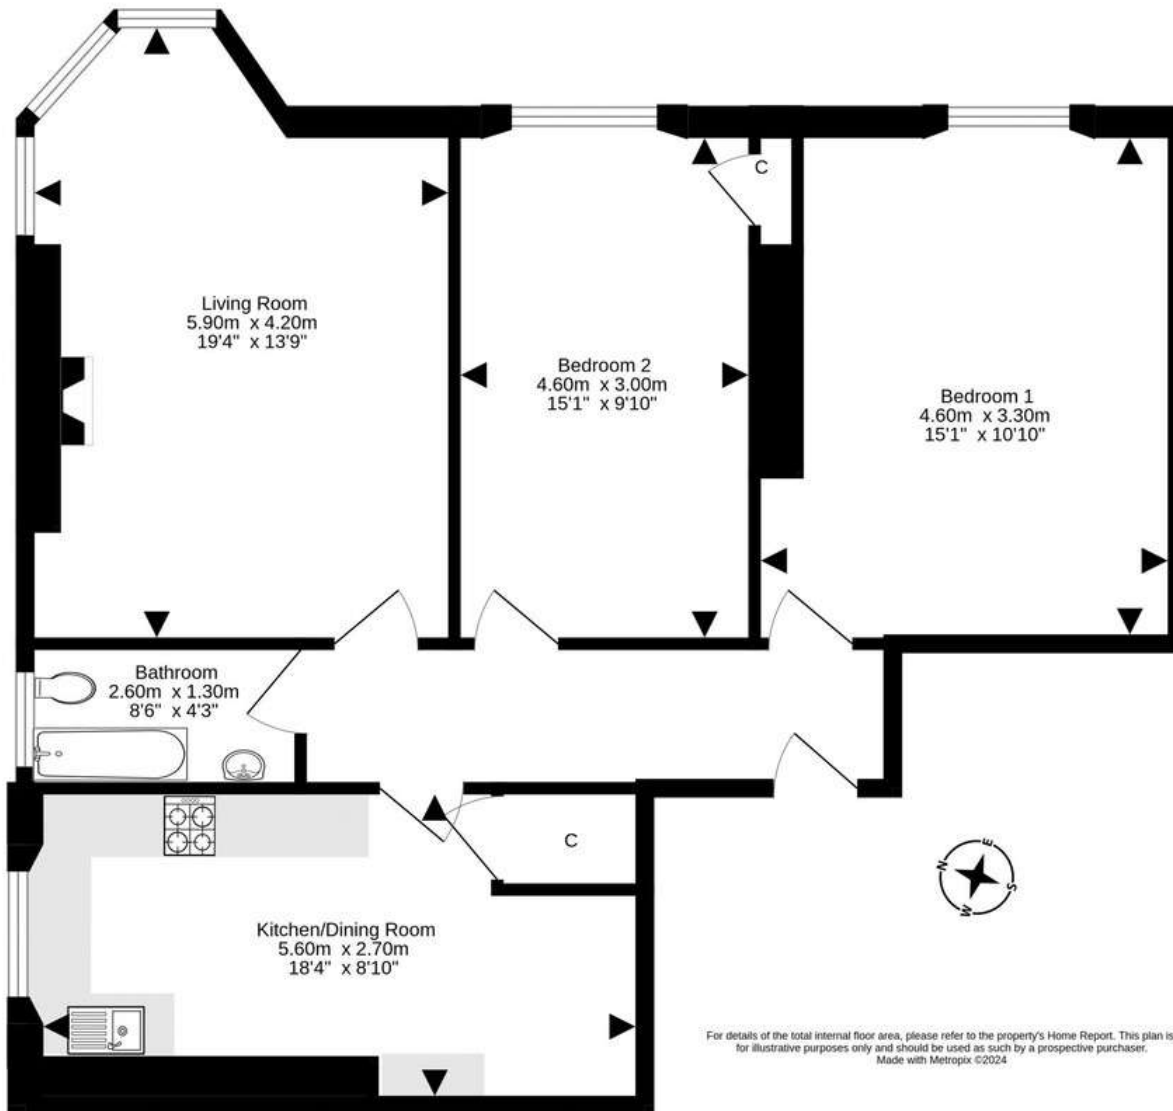 C
Living Room
5.90m x 4.20m
19'4" x 13'9"
Bedroom 2
4.60m x 3.00m
15'1" x 9'10"
Bedroom 1
4.60m x 3.30m
15'1" x 10'10"
Bathroom
2.60m x 1.30m
8'6" x 4'3"
C
Kitchen/Dining Room
5.60m x 2.70m
18'4" x 8'10"
N
E
S
W
For details of the total internal floor area, please refer to the property's Home Report. This plan is
for illustrative purposes only and should be used as such by a prospective purchaser.
Made with Metropix ©2024